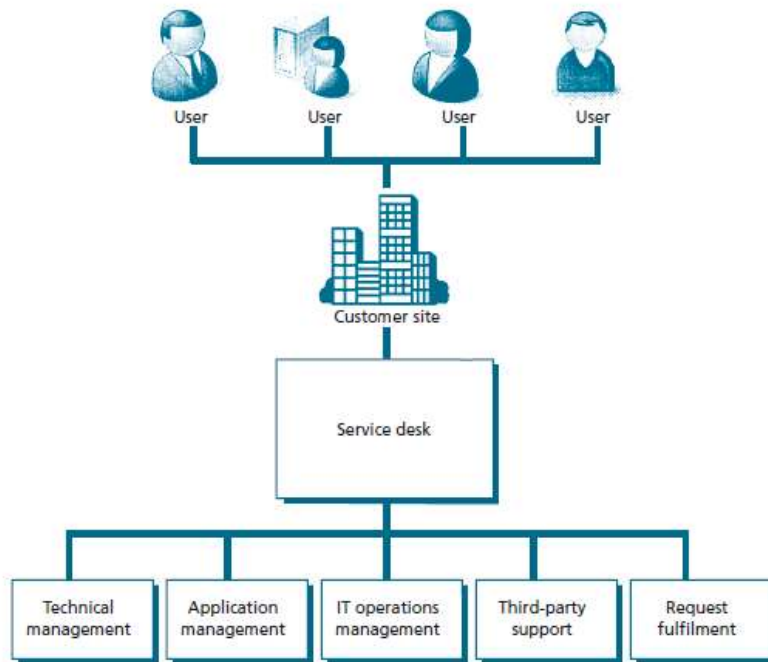 User User User User
Customer site
Service desk
Technical management
Application management
IT operations management
Third-party support
Request fulfilment